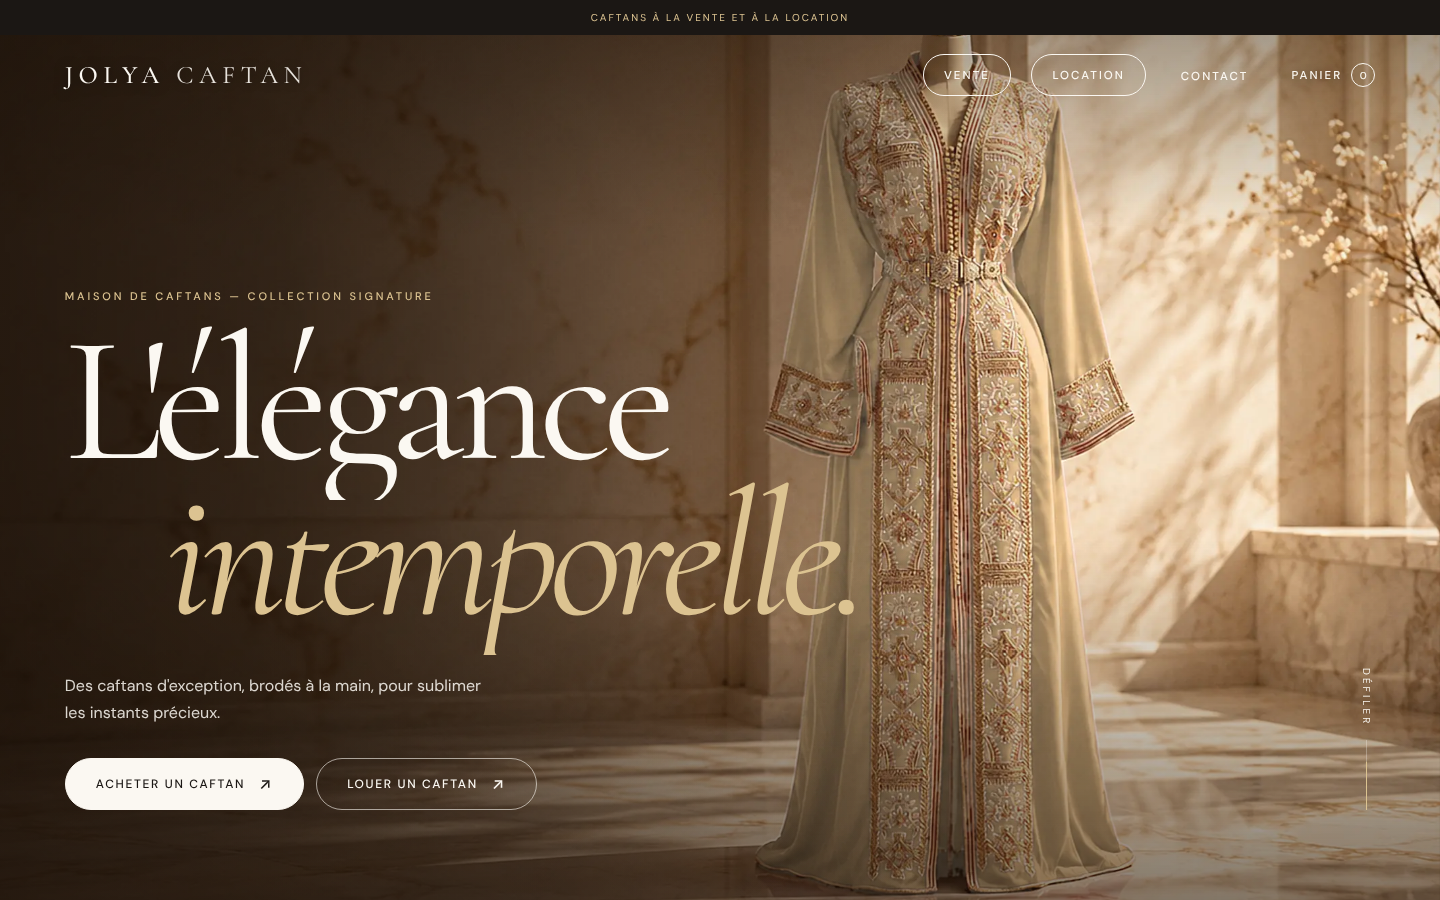 CAFTANS À LA VENTE ET À LA LOCATION
JOLYA CAFTAN
VENTE
LOCATION
CONTACT
PANIER 0
MAISON DE CAFTANS — COLLECTION SIGNATURE
L'élégance
intemporelle.
Des caftans d'exception, brodés à la main, pour sublimer
les instants précieux.
ACHETER UN CAFTAN
LOUER UN CAFTAN
DÉFILER